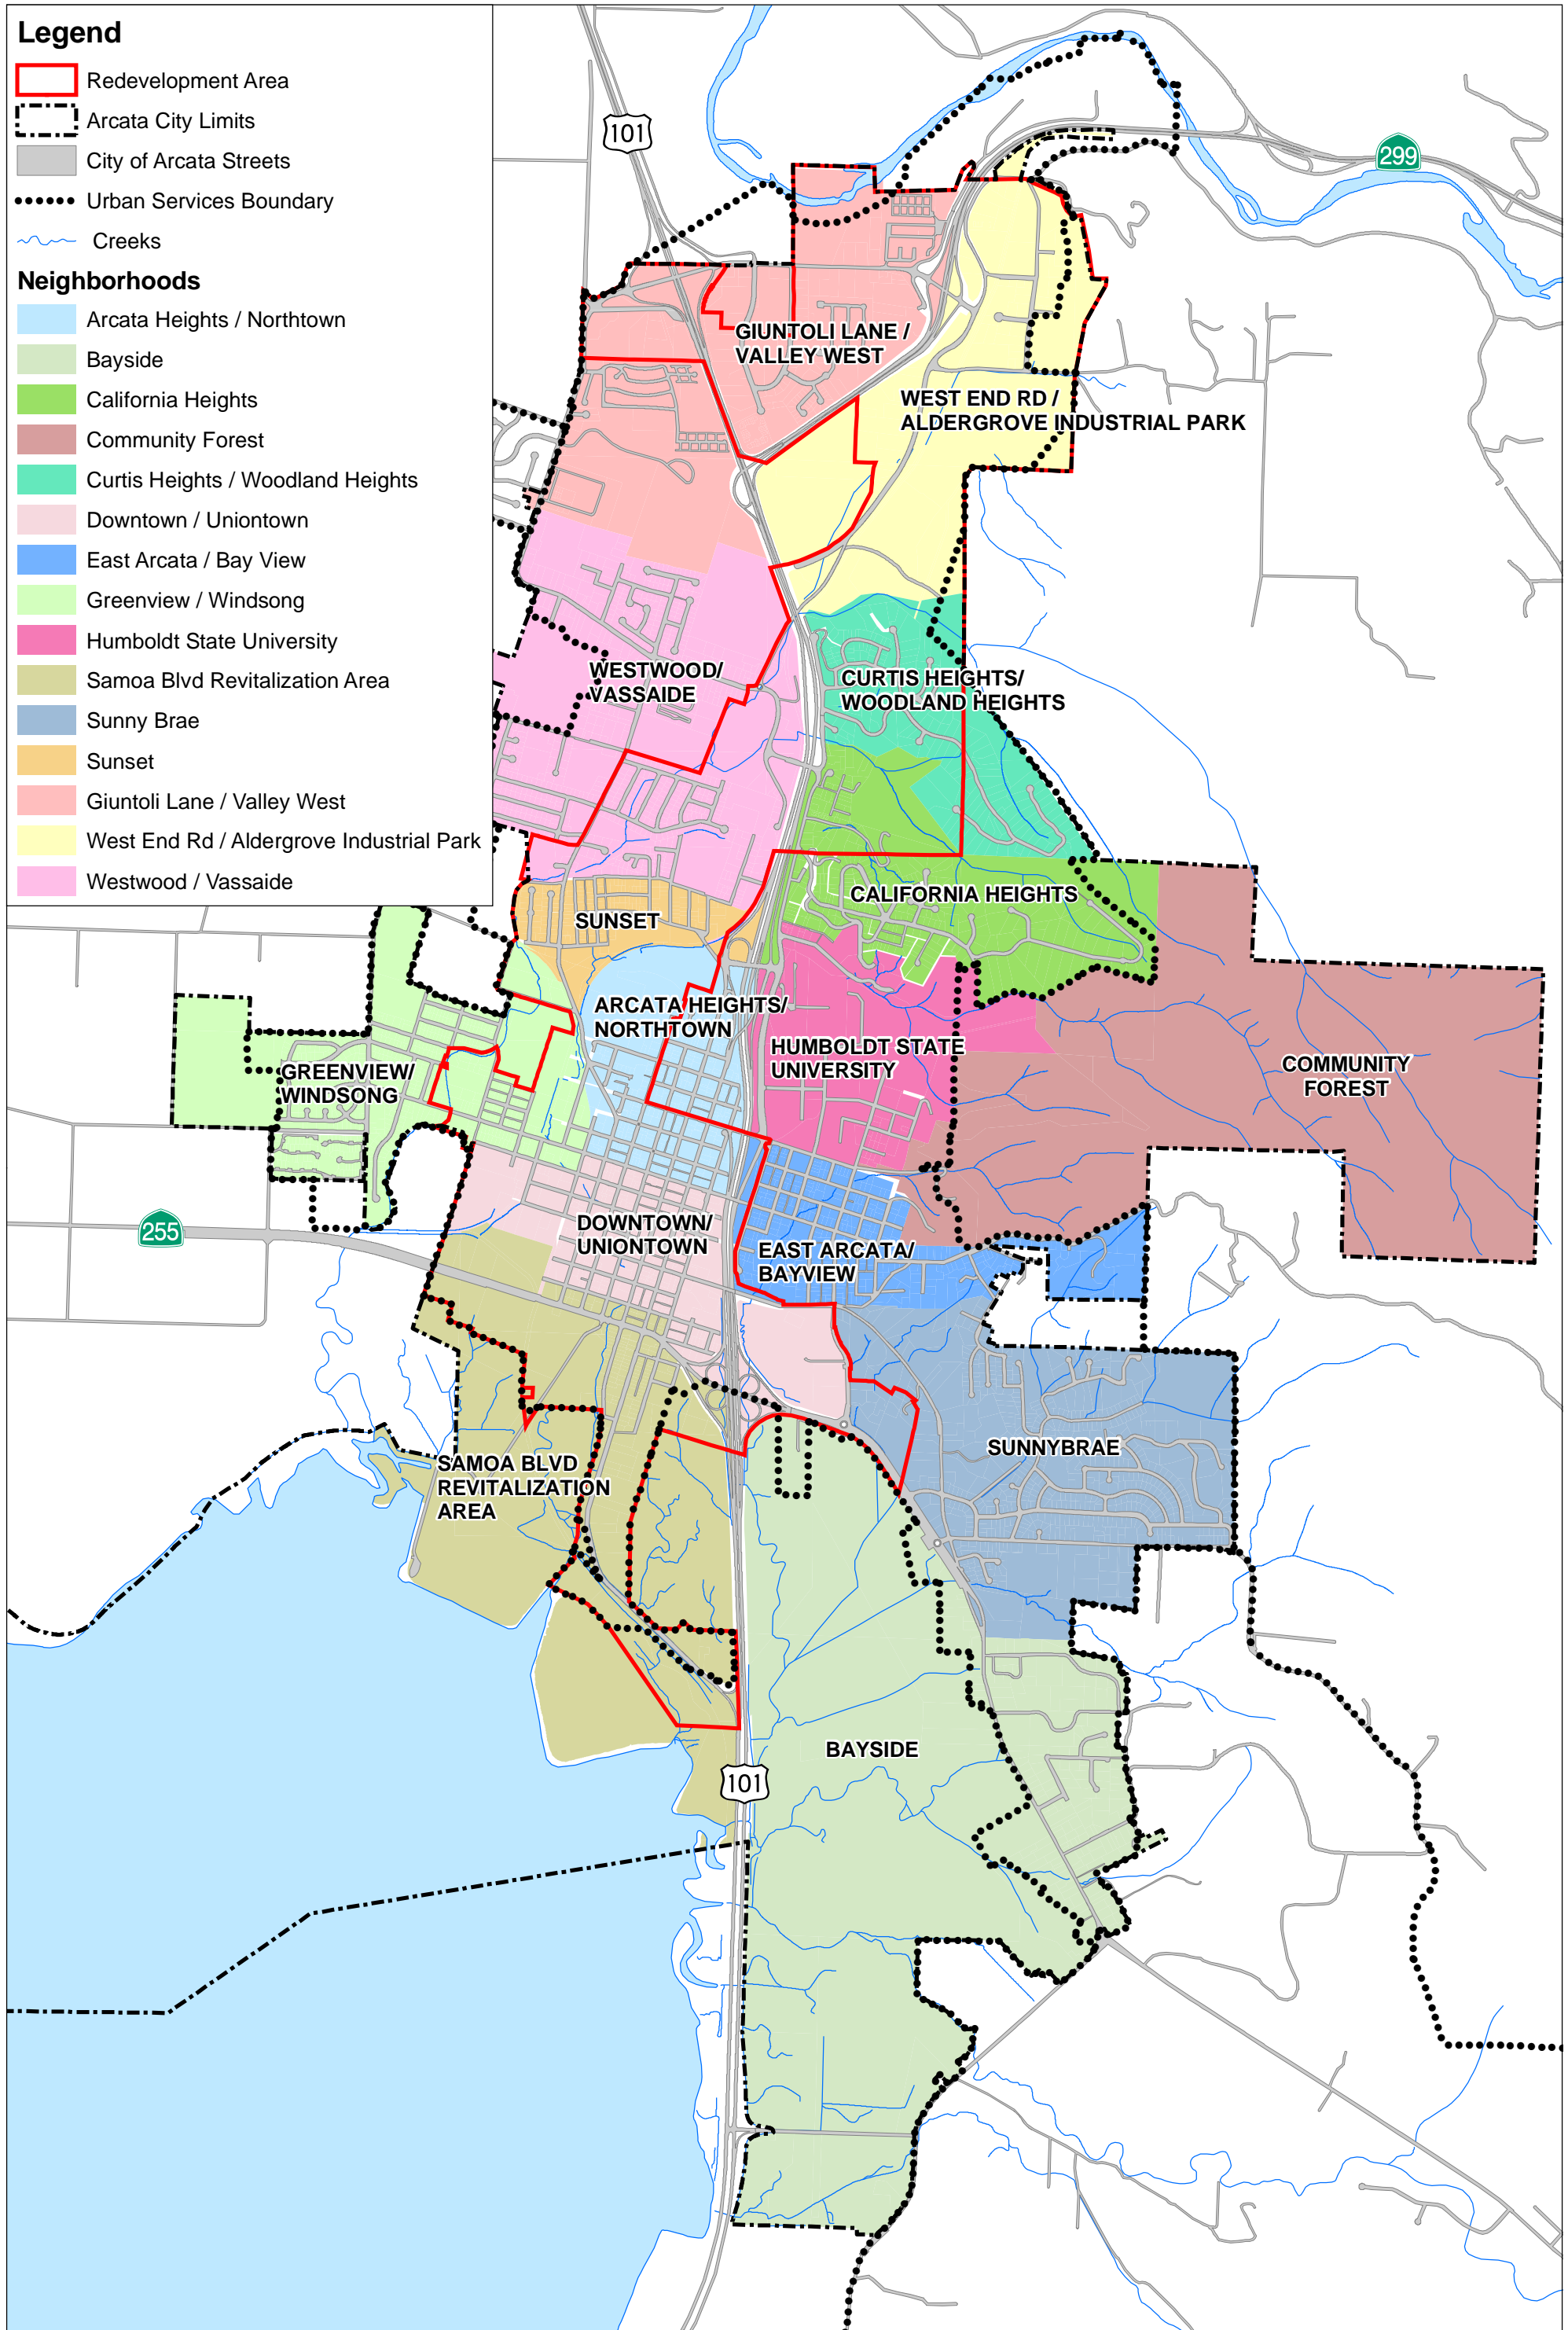 Legend
Redevelopment Area
Arcata City Limits
City of Arcata Streets
Urban Services Boundary
Creeks
Neighborhoods
Arcata Heights / Northtown
Bayside
California Heights
Community Forest
Curtis Heights / Woodland Heights
Downtown / Uniontown
East Arcata / Bay View
Greenview / Windsong
Humboldt State University
Samoa Blvd Revitalization Area
Sunny Brae
Sunset
Giuntoli Lane / Valley West
West End Rd / Aldergrove Industrial Park
Westwood / Vassaide
101
299
GIUNTOLI LANE /
VALLEY WEST
WEST END RD /
ALDERGROVE INDUSTRIAL PARK
WESTWOOD/
VASSAIDE
CURTIS HEIGHTS/
WOODLAND HEIGHTS
CALIFORNIA HEIGHTS
SUNSET
ARCATA HEIGHTS/
NORTHTOWN
HUMBOLDT STATE
UNIVERSITY
COMMUNITY
FOREST
GREENVIEW/
WINDSONG
255
DOWNTOWN/
UNIONTOWN
EAST ARCATA/
BAYVIEW
SUNNYBRAE
SAMOA BLVD
REVITALIZATION
AREA
BAYSIDE
101